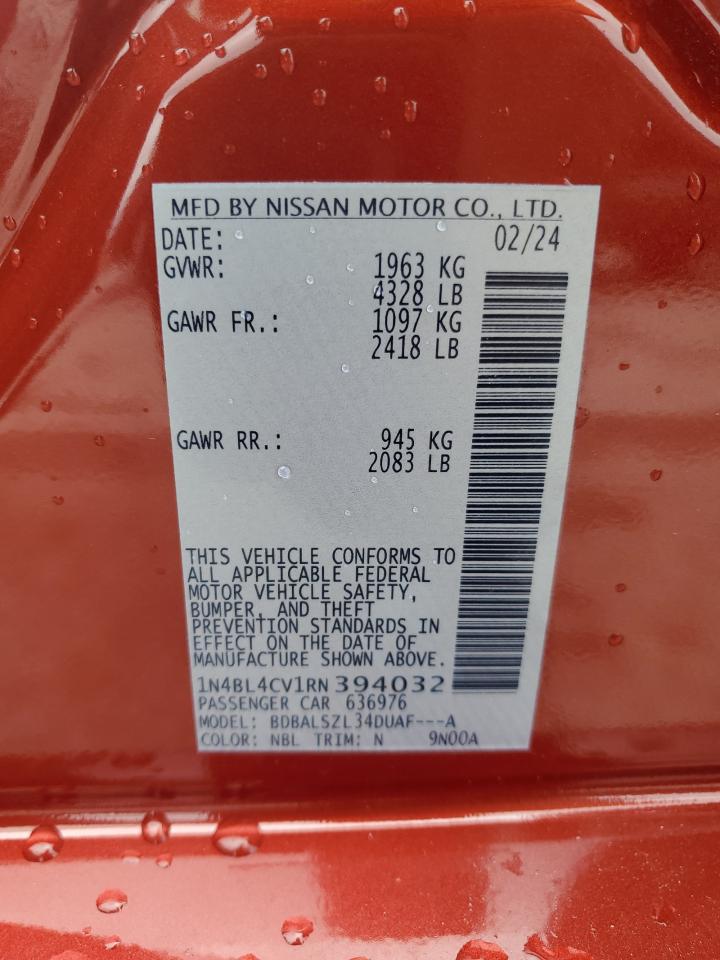 MFD BY NISSAN MOTOR CO., LTD.
DATE: 02/24
GVWR: 1963 KG
4328 LB
GAWR FR.: 1097 KG
2418 LB
GAWR RR.: 945 KG
2083 LB
THIS VEHICLE CONFORMS TO
ALL APPLICABLE FEDERAL
MOTOR VEHICLE SAFETY,
BUMPER, AND THEFT
PREVENTION STANDARDS IN
EFFECT ON THE DATE OF
MANUFACTURE SHOWN ABOVE.
1N4BL4CV1RN394032
PASSENGER CAR 636976
MODEL: BDBALSZL34DUAF---A
COLOR: NBL TRIM: N 9N00A